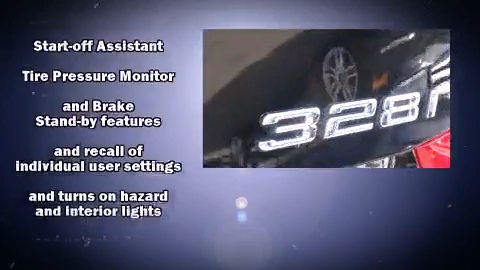 Start-off Assistant
Tire Pressure Monitor
and Brake
Stand-by features
and recall of
individual user settings
and turns on hazard
and interior lights
328i